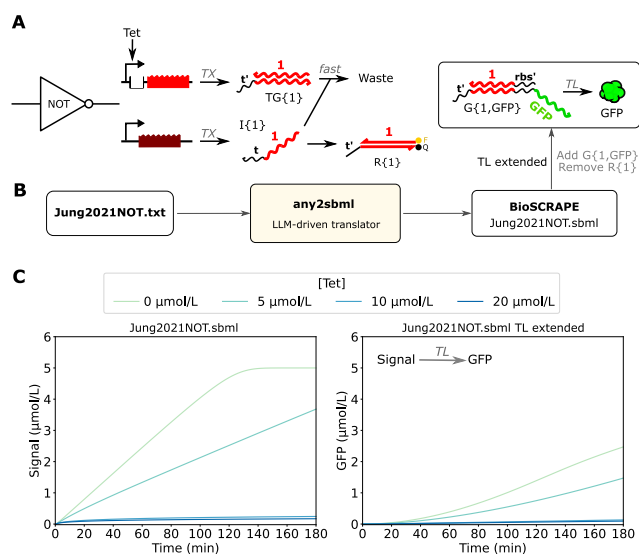 A
Tet
NOT
TX
1
t'
TG{1}
fast
Waste
TX
I{1}
t
1
t'
1
F
Q
R{1}
1
rbs'
t'
G{1,GFP}
GFP
TL
GFP
TL extended
Add G{1,GFP}
Remove R{1}
B
Jung2021NOT.txt
any2sbml
LLM-driven translator
BioSCRAPE
Jung2021NOT.sbml
C
[Tet]
0 μmol/L
5 μmol/L
10 μmol/L
20 μmol/L
Jung2021NOT.sbml
Signal (μmol/L)
6
5
4
3
2
1
0
0 20 40 60 80 100 120 140 160 180
Time (min)
Jung2021NOT.sbml TL extended
Signal TL GFP
GFP (μmol/L)
6
5
4
3
2
1
0
0 20 40 60 80 100 120 140 160 180
Time (min)